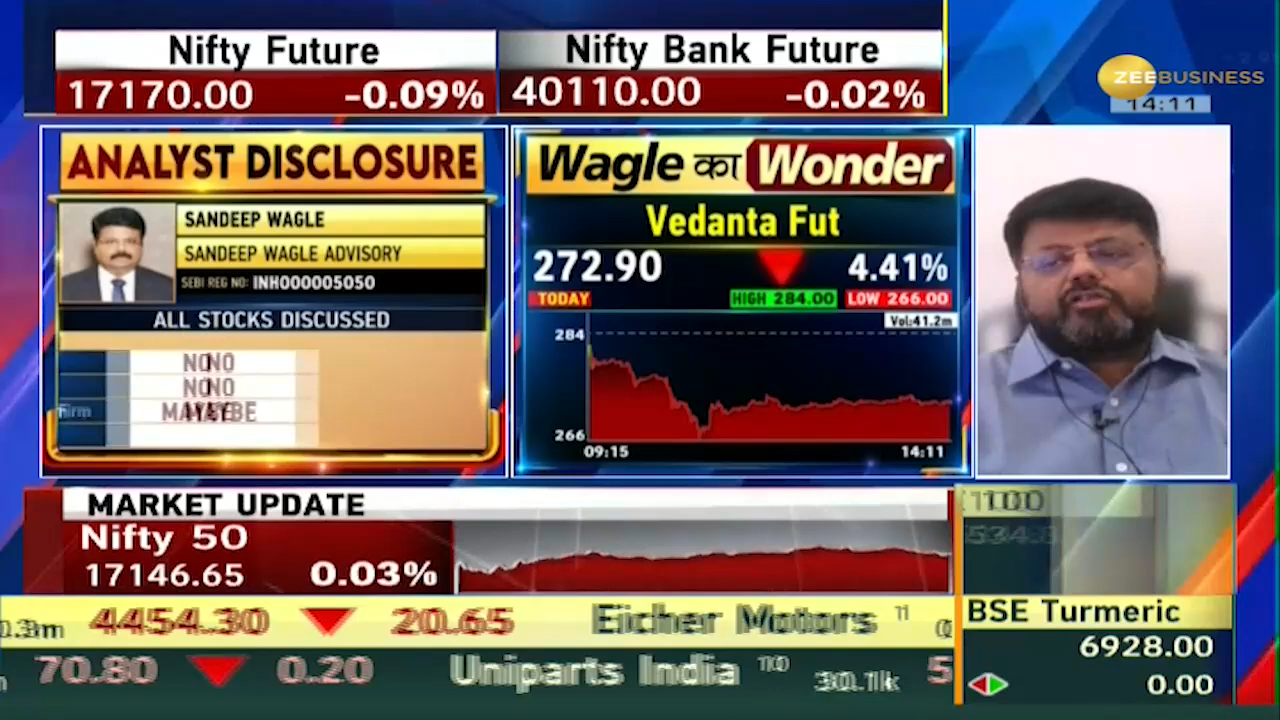 Nifty Future
17170.00 -0.09%
Nifty Bank Future
40110.00 -0.02%
ZEEBUSINESS
14:11
ANALYST DISCLOSURE
SANDEEP WAGLE
SANDEEP WAGLE ADVISORY
SEBI REG NO: INH000005050
ALL STOCKS DISCUSSED
Wagle का Wonder
Vedanta Fut
272.90 4.41%
TODAY HIGH 284.00 LOW 266.00
Vol:41.2m
284
266
09:15 14:11
MARKET UPDATE
Nifty 50
17146.65 0.03%
4454.30 20.65 Eicher Motors
70.80 0.20 Uniparts India 30.1k
BSE Turmeric
6928.00
0.00